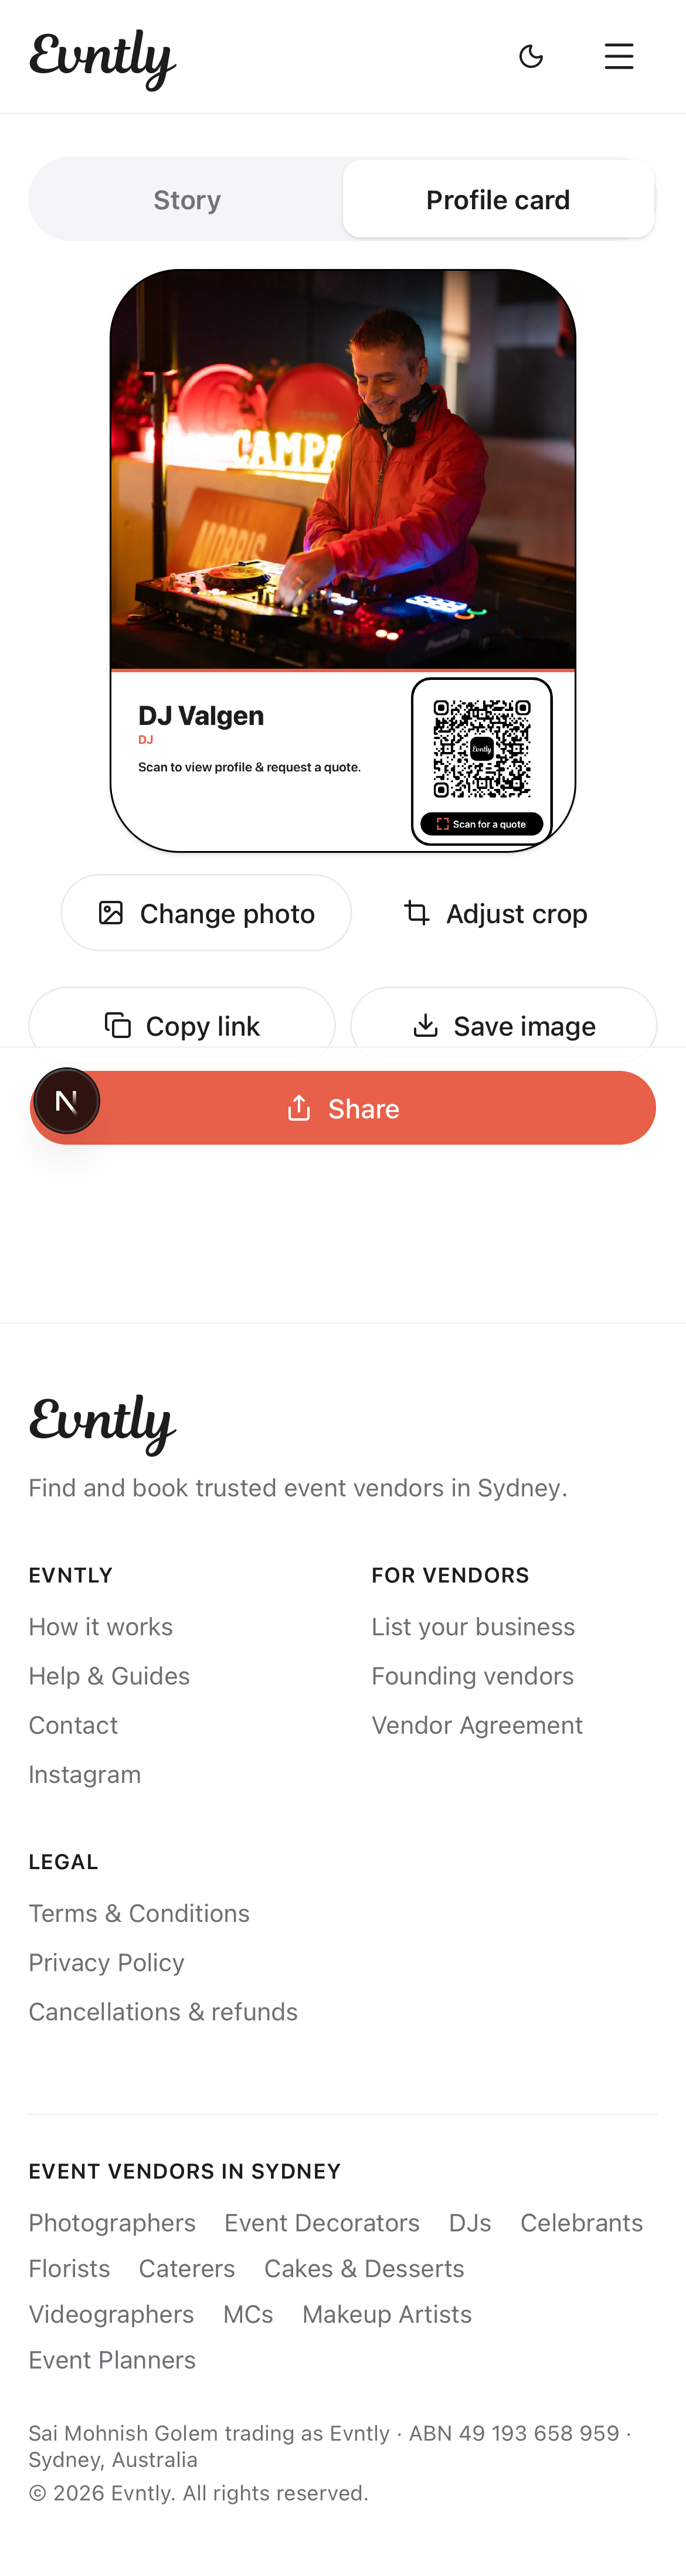 Evntly
Story
Profile card
CAMPA
DJ Valgen
DJ
Scan to view profile & request a quote.
Evntly
Scan for a quote
Change photo
Adjust crop
Copy link
Save image
N
Share
Evntly
Find and book trusted event vendors in Sydney.
EVNTLY
FOR VENDORS
How it works
List your business
Help & Guides
Founding vendors
Contact
Vendor Agreement
Instagram
LEGAL
Terms & Conditions
Privacy Policy
Cancellations & refunds
EVENT VENDORS IN SYDNEY
Photographers Event Decorators DJs Celebrants
Florists Caterers Cakes & Desserts
Videographers MCs Makeup Artists
Event Planners
Sai Mohnish Golem trading as Evntly · ABN 49 193 658 959 ·
Sydney, Australia
© 2026 Evntly. All rights reserved.